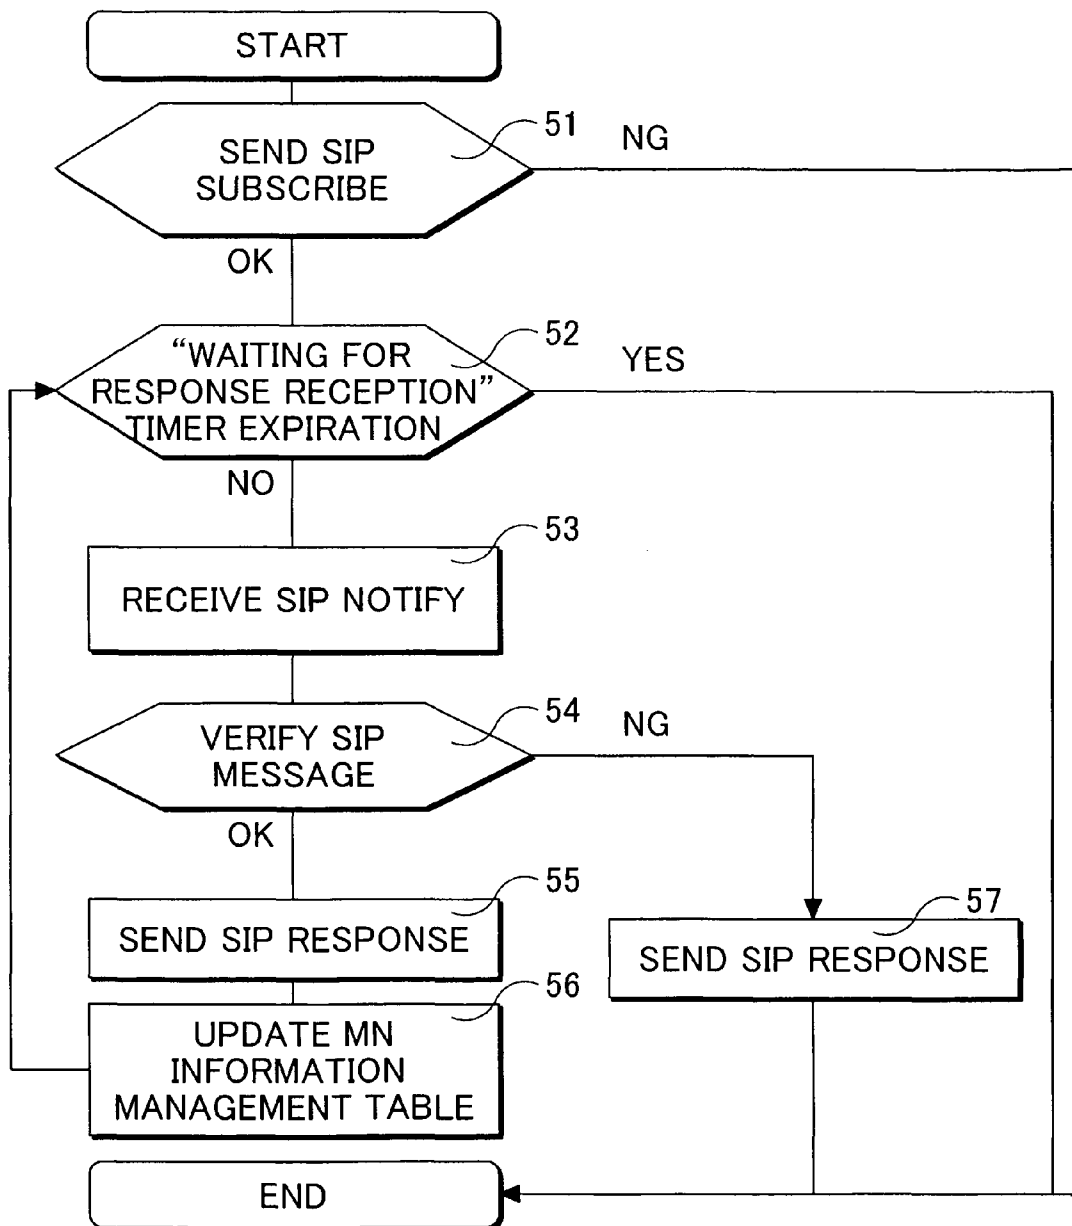 START
51
NG
SEND SIP
SUBSCRIBE
OK
52
YES
“WAITING FOR
RESPONSE RECEPTION”
TIMER EXPIRATION
NO
53
RECEIVE SIP NOTIFY
54
NG
VERIFY SIP
MESSAGE
OK
55
SEND SIP RESPONSE
57
SEND SIP RESPONSE
56
UPDATE MN
INFORMATION
MANAGEMENT TABLE
END